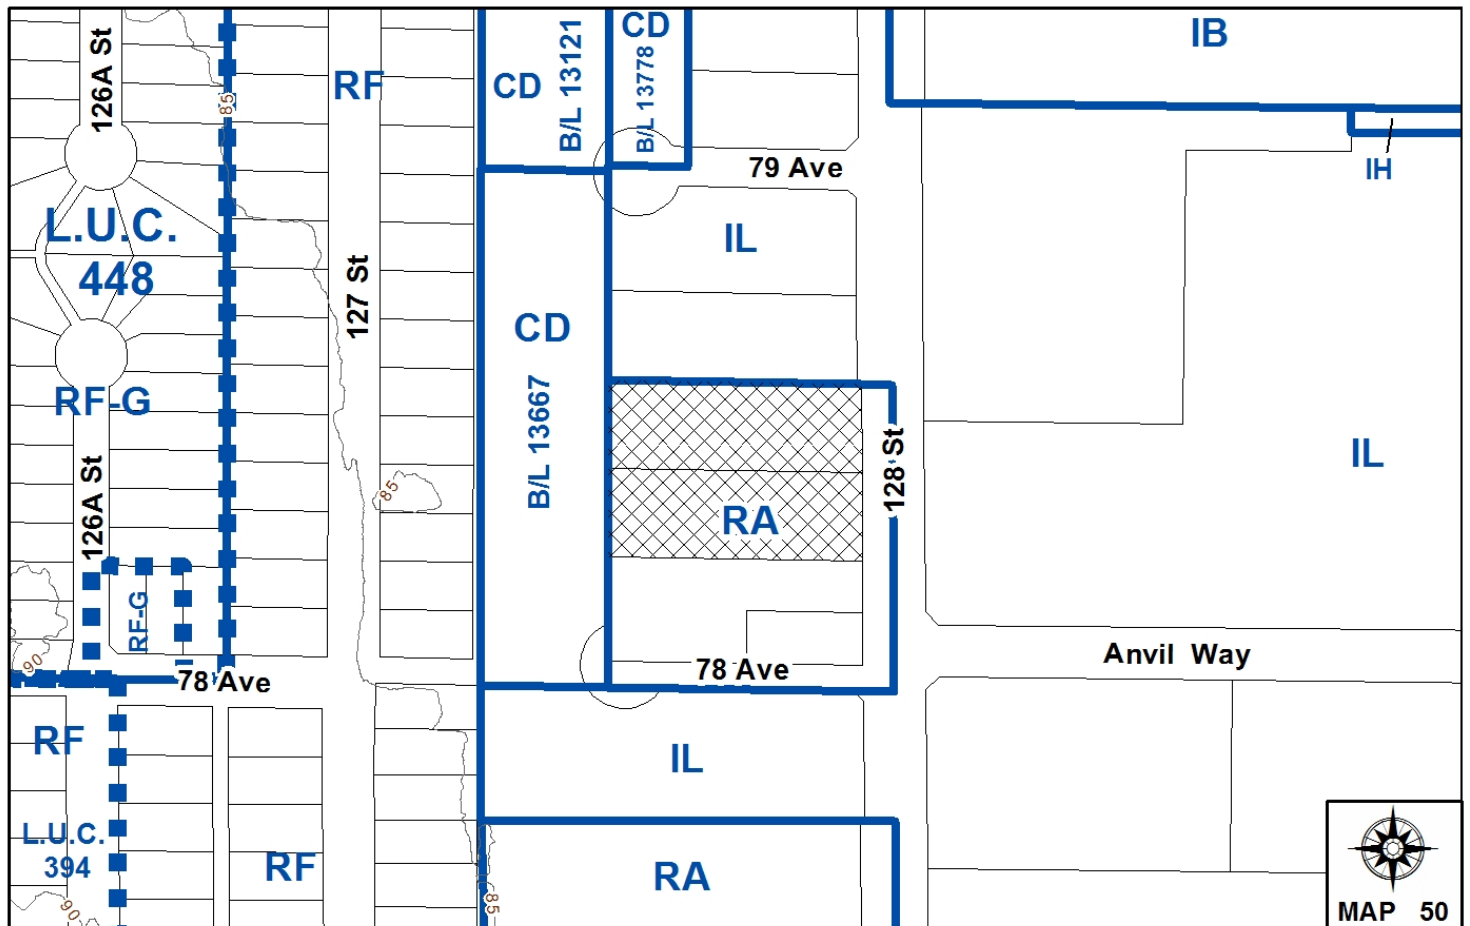 126A St
RF
CD
B/L 13121
CD
B/L 13778
IB
85
79 Ave
IH
L.U.C.
448
127 St
IL
CD
RF-G
B/L 13667
128 St
IL
126A St
85
RA
RF-G
90
78 Ave
78 Ave
Anvil Way
RF
IL
L.U.C.
394
RF
RA
90
85
MAP 50